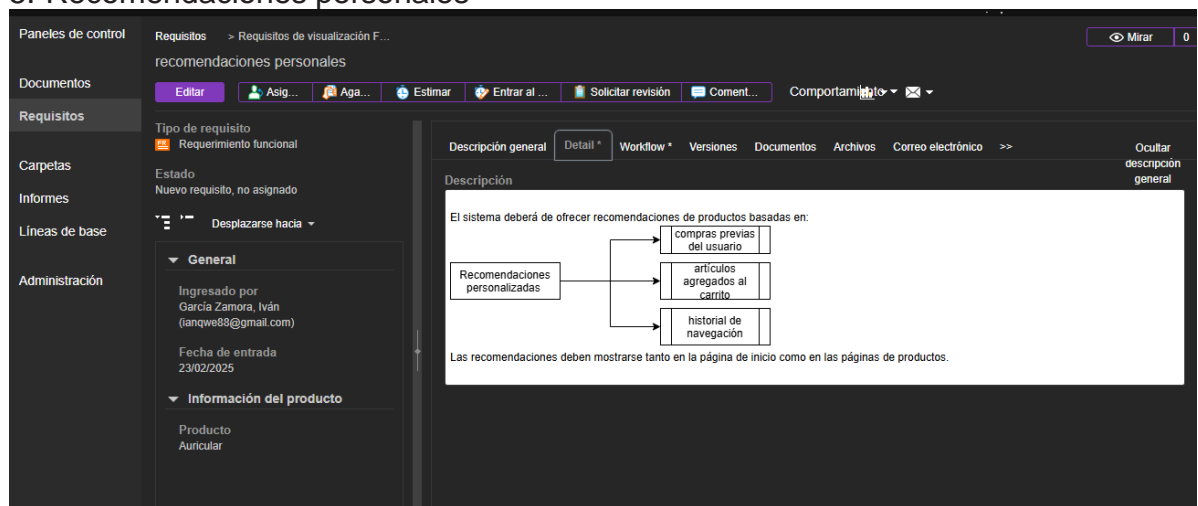 Recomendaciones personales
Paneles de control
Documentos
Requisitos
Carpetas
Informes
Líneas de base
Administración
Requisitos > Requisitos de visualización F...
Mirar 0
recomendaciones personales
Editar Asig... Aga... Estimar Entrar al ... Solicitar revisión Coment... Comportamiento
Tipo de requisito
Requerimiento funcional
Estado
Nuevo requisito, no asignado
Desplazarse hacia
General
Ingresado por
García Zamora, Iván
(ianqwe88@gmail.com)
Fecha de entrada
23/02/2025
Información del producto
Producto
Auricular
Descripción general Detail * Workflow * Versiones Documentos Archivos Correo electrónico >>
Ocultar
descripción
general
Descripción
El sistema deberá de ofrecer recomendaciones de productos basadas en:
Recomendaciones
personalizadas
compras previas
del usuario
artículos
agregados al
carrito
historial de
navegación
Las recomendaciones deben mostrarse tanto en la página de inicio como en las páginas de productos.